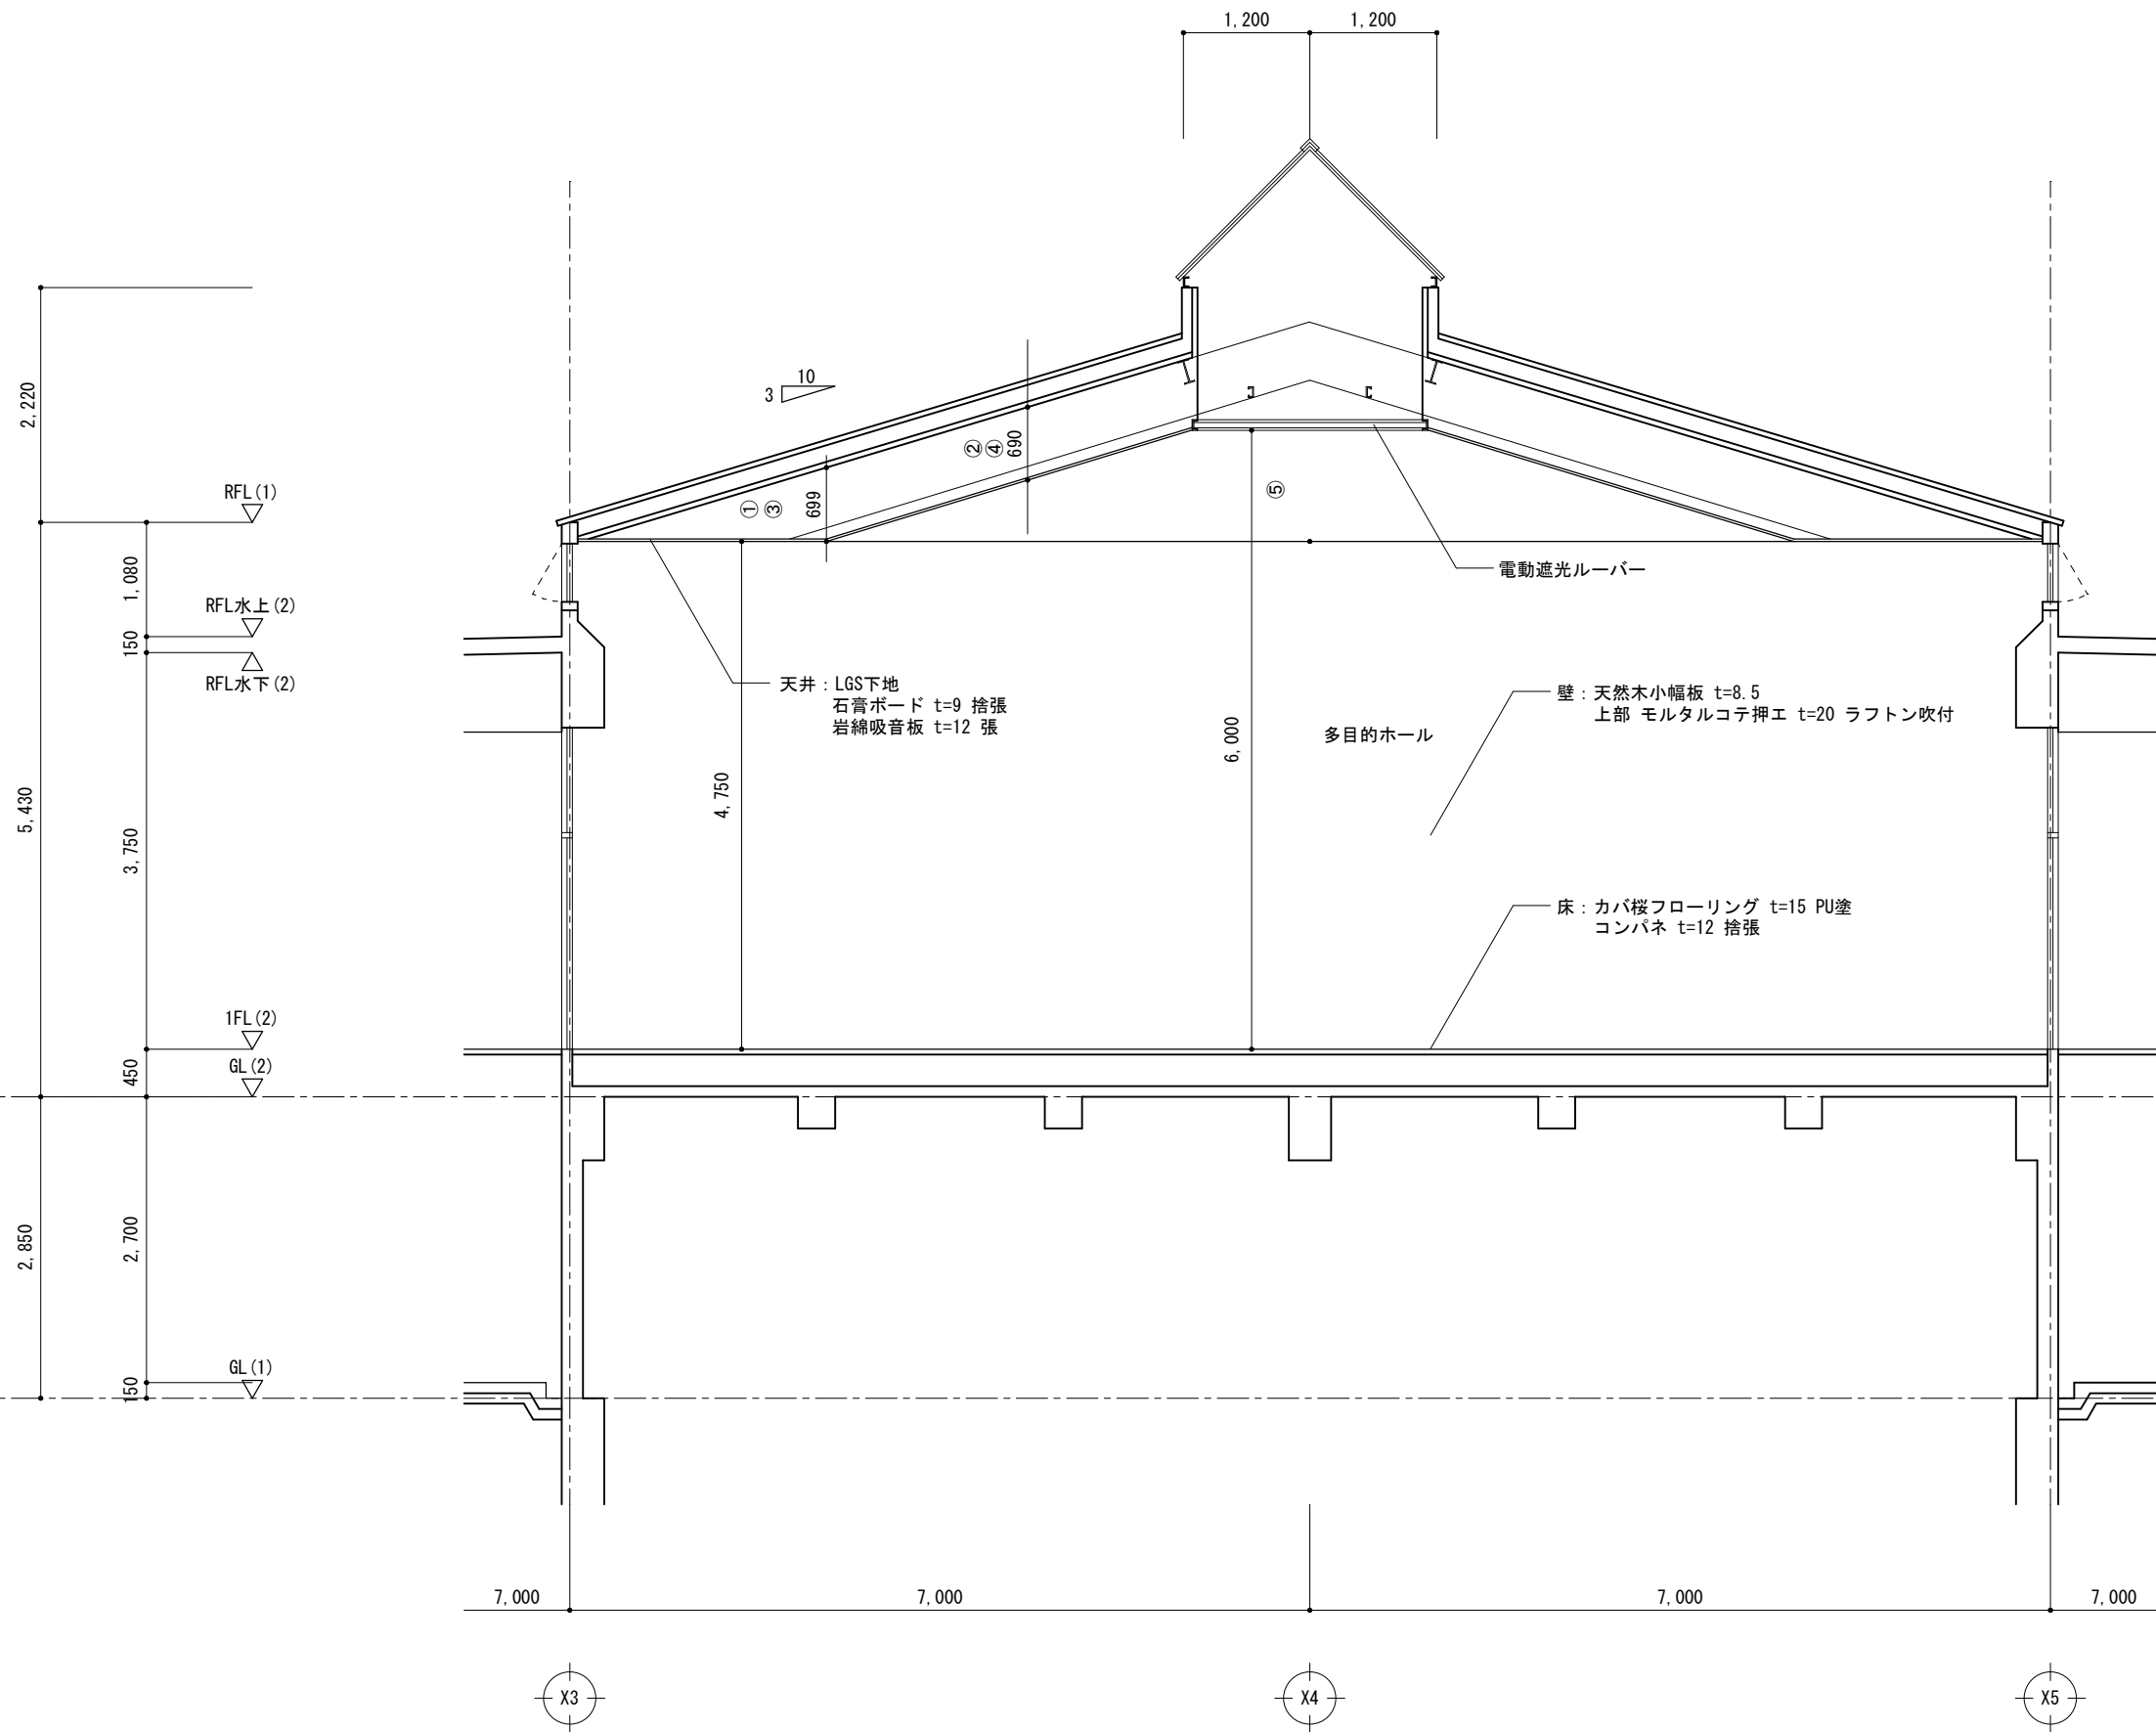 1,200
1,200
10
3
2,220
②
④
690
⑤
RFL(1)
①
③
699
1,080
電動遮光ルーバー
RFL水上(2)
150
RFL水下(2)
天井：LGS下地
石膏ボード t=9 捨張
岩綿吸音板 t=12 張
壁：天然木小幅板 t=8.5
上部 モルタルコテ押エ t=20 ラフトン吹付
多目的ホール
6,000
4,750
5,430
3,750
床：カバ桜フローリング t=15 PU塗
コンパネ t=12 捨張
1FL(2)
450
GL(2)
2,850
2,700
GL(1)
150
7,000
7,000
7,000
7,000
X3
X4
X5